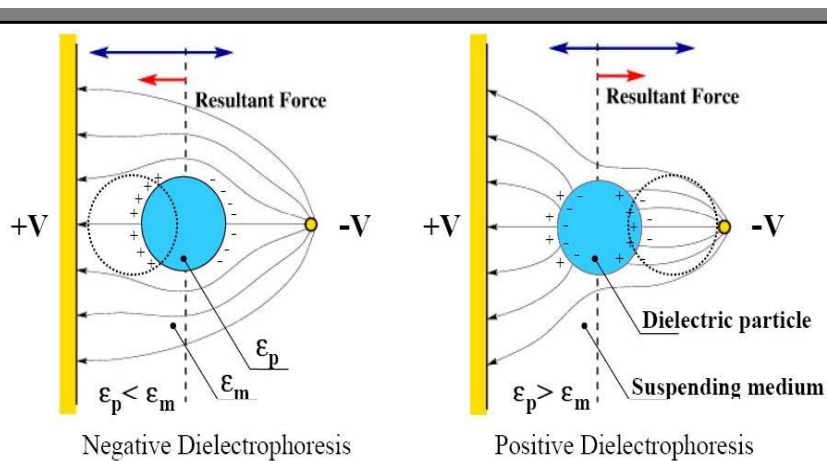 Resultant Force
+V
-V
εp
εm
εp< εm
Negative Dielectrophoresis
Resultant Force
+V
-V
Dielectric particle
Suspending medium
εp> εm
Positive Dielectrophoresis